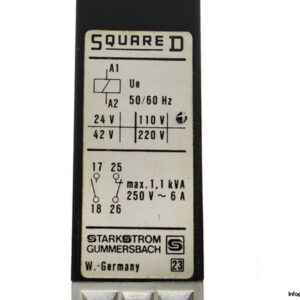 SQUARE D
A1
Ue
A2
50/60 Hz
24 V 110 V
42 V 220 V
17 25
max. 1,1 kVA
250 V ~ 6 A
18 26
STARKSTROM
GUMMERSBACH
S
W.-Germany 23